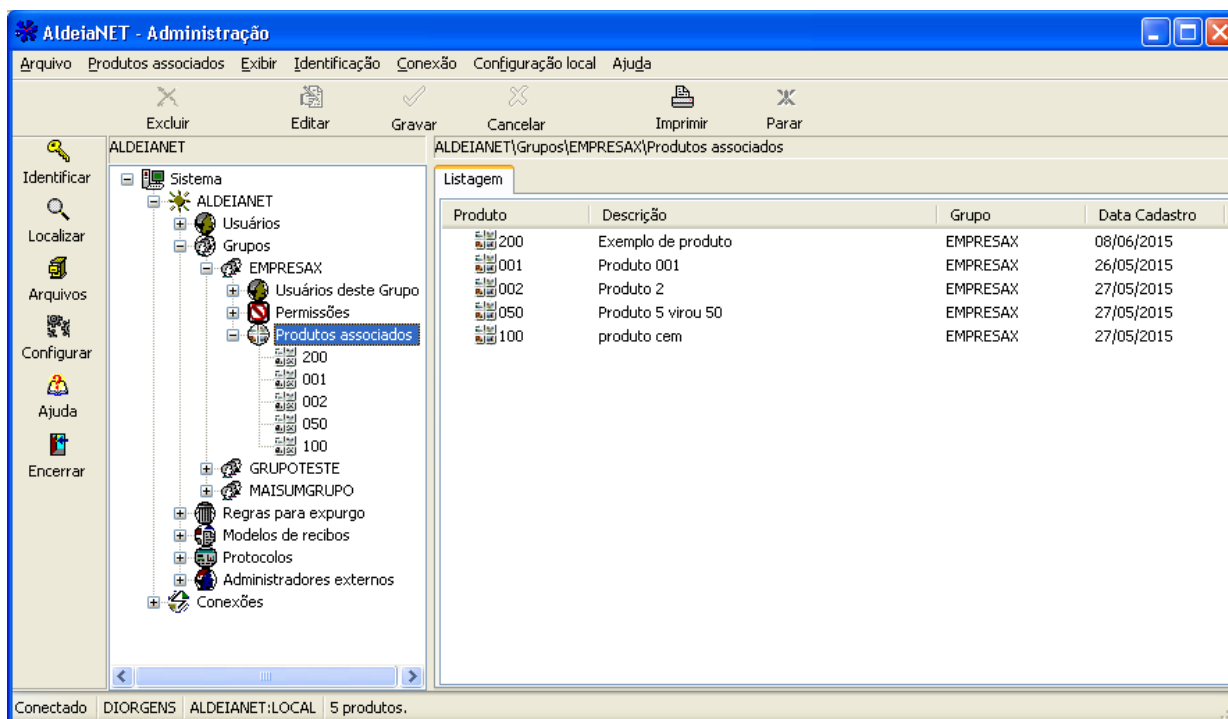 AldeiaNET - Administração
Arquivo Produtos associados Exibir Identificação Conexão Configuração local Ajuda
Excluir Editar Gravar Cancelar Imprimir Parar
Identificar
Localizar
Arquivos
Configurar
Ajuda
Encerrar
ALDEIANET
Sistema
ALDEIANET
Usuários
Grupos
EMPRESAX
Usuários deste Grupo
Permissões
Produtos associados
200
001
002
050
100
GRUPOTESTE
MAISUMGRUPO
Regras para expurgo
Modelos de recibos
Protocolos
Administradores externos
Conexões
ALDEIANET\Grupos\EMPRESAX\Produtos associados
Listagem
Produto Descrição Grupo Data Cadastro
200 Exemplo de produto EMPRESAX 08/06/2015
001 Produto 001 EMPRESAX 26/05/2015
002 Produto 2 EMPRESAX 27/05/2015
050 Produto 5 virou 50 EMPRESAX 27/05/2015
100 produto cem EMPRESAX 27/05/2015
Conectado DIORGENS ALDEIANET:LOCAL 5 produtos.